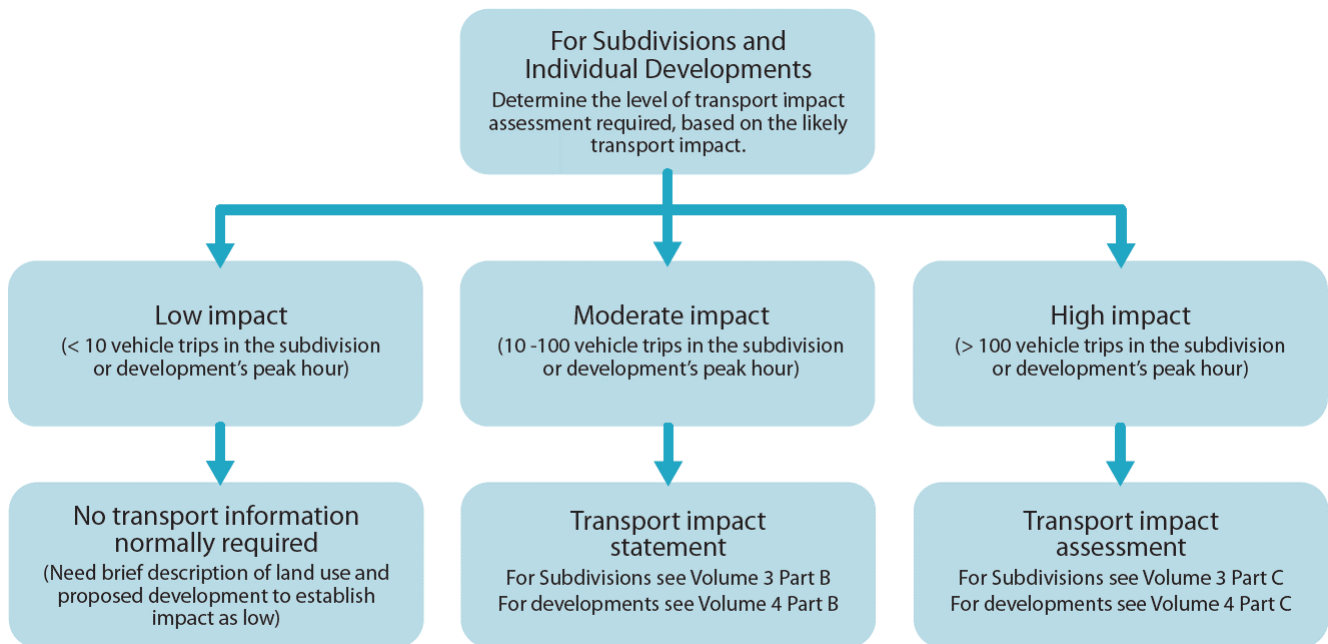 For Subdivisions and
Individual Developments
Determine the level of transport impact
assessment required, based on the likely
transport impact.
Low impact
(< 10 vehicle trips in the subdivision
or development's peak hour)
Moderate impact
(10 -100 vehicle trips in the subdivision
or development's peak hour)
High impact
(> 100 vehicle trips in the subdivision
or development's peak hour)
No transport information
normally required
(Need brief description of land use and
proposed development to establish
impact as low)
Transport impact
statement
For Subdivisions see Volume 3 Part B
For developments see Volume 4 Part B
Transport impact
assessment
For Subdivisions see Volume 3 Part C
For developments see Volume 4 Part C